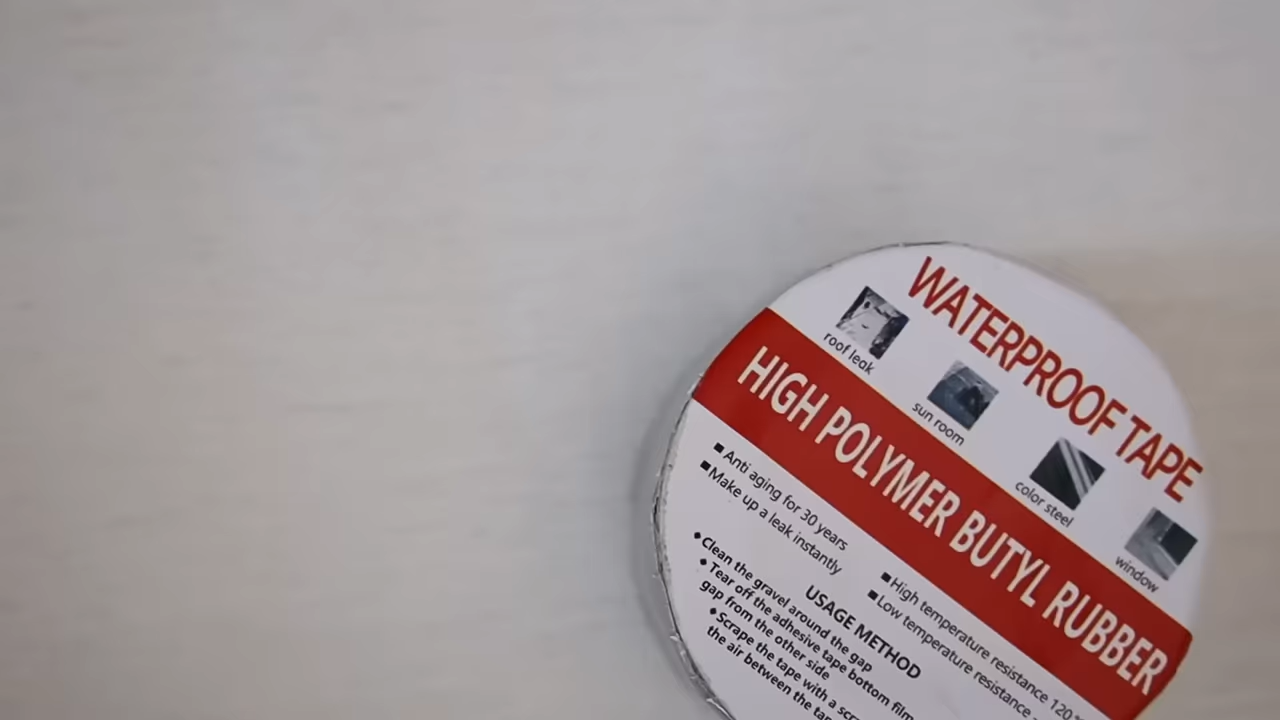 WATERPROOF TAPE
roof leak
sun room
color steel
window
HIGH POLYMER BUTYL RUBBER
■ Anti aging for 30 years
■ Make up a leak instantly
■ High temperature resistance 120
■ Low temperature resistance
USAGE METHOD
◆ Clean the gravel around the gap
◆ Tear off the adhesive tape bottom film
gap from the other side
◆ Scrape the tape with a
the air between the